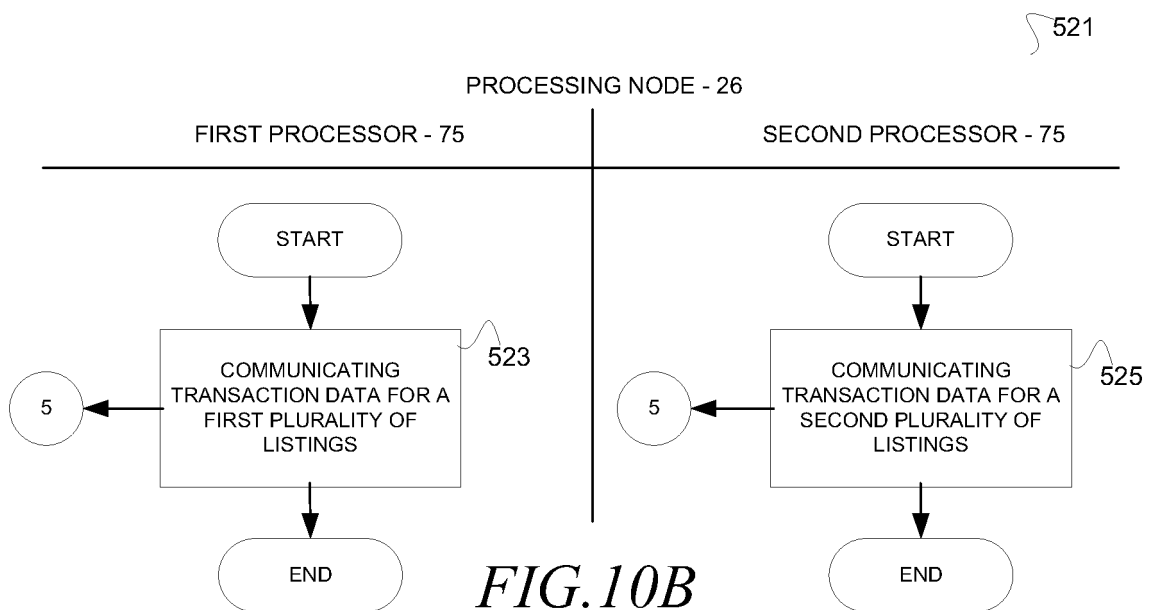 521
PROCESSING NODE - 26
FIRST PROCESSOR - 75
SECOND PROCESSOR - 75
START
START
COMMUNICATING
TRANSACTION DATA FOR A
FIRST PLURALITY OF
LISTINGS
523
5
COMMUNICATING
TRANSACTION DATA FOR A
SECOND PLURALITY OF
LISTINGS
525
5
END
END
FIG.10B